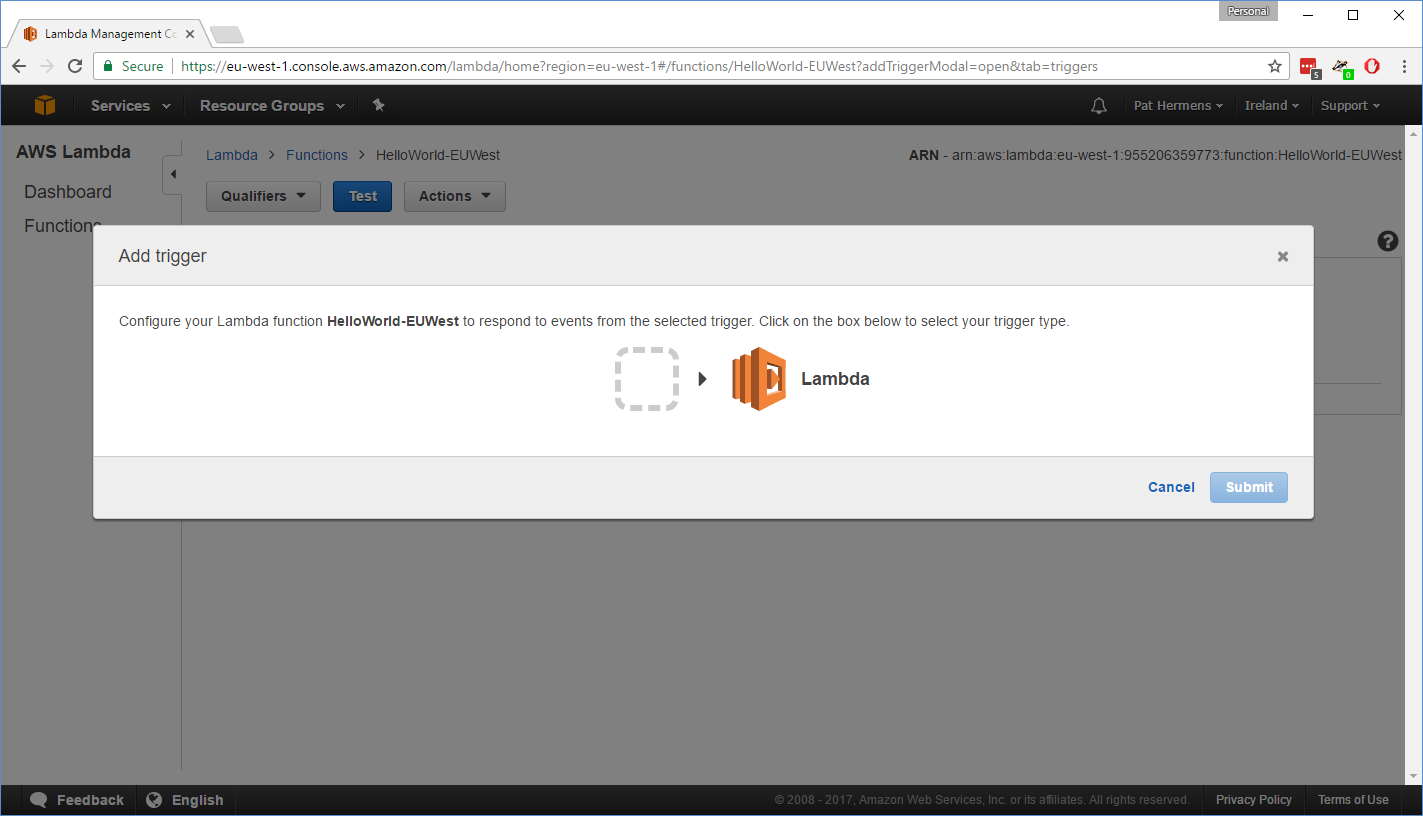 Personal
Lambda Management Co
Secure https://eu-west-1.console.aws.amazon.com/lambda/home?region=eu-west-1#/functions/HelloWorld-EUWest?addTriggerModal=open&tab=triggers
5 0
Services Resource Groups Pat Hermens Ireland Support
AWS Lambda
Lambda > Functions > HelloWorld-EUWest ARN - arn:aws:lambda:eu-west-1:955206359773:function:HelloWorld-EUWest
Dashboard
Qualifiers Test Actions
Functions
?
Add trigger
Configure your Lambda function HelloWorld-EUWest to respond to events from the selected trigger. Click on the box below to select your trigger type.
Lambda
Cancel Submit
Feedback English © 2008 - 2017, Amazon Web Services, Inc. or its affiliates. All rights reserved. Privacy Policy Terms of Use